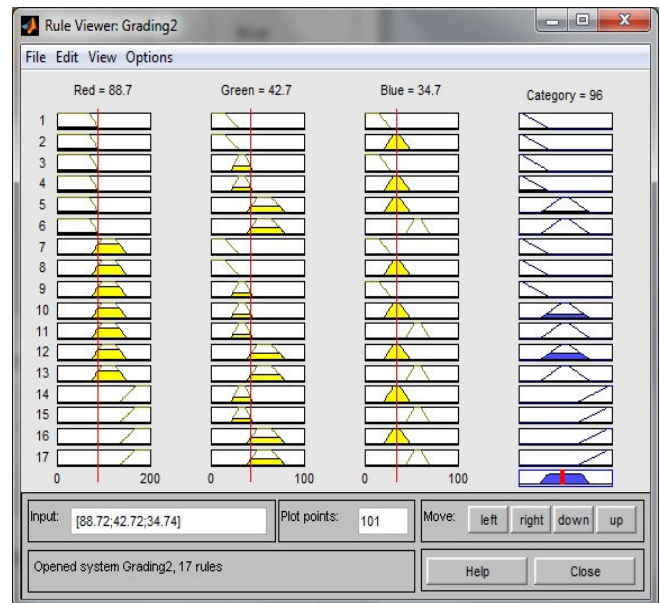 Rule Viewer: Grading2
File Edit View Options
Red = 88.7 Green = 42.7 Blue = 34.7 Category = 96
1
2
3
4
5
6
7
8
9
10
11
12
13
14
15
16
17
0 200 0 100 0 100
Input: [88.72;42.72;34.74] Plot points: 101 Move: left right down up
Opened system Grading2, 17 rules Help Close